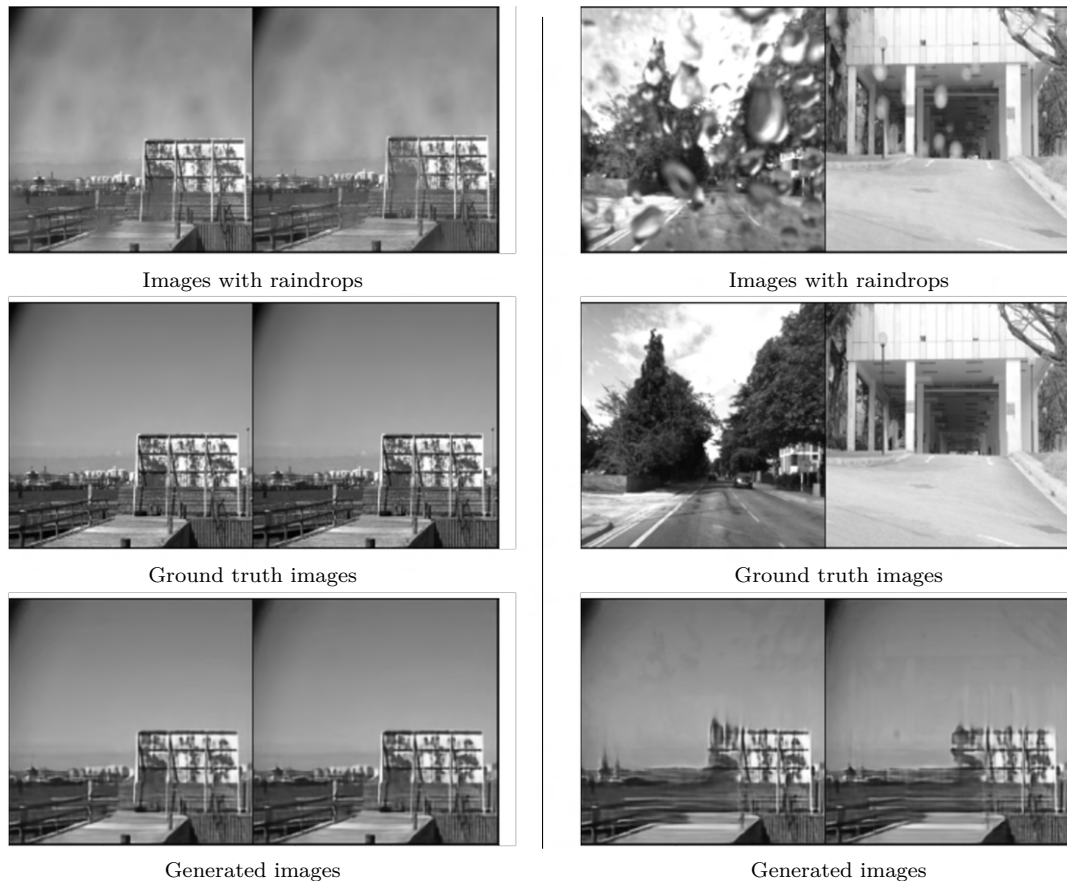 Images with raindrops
Images with raindrops
Ground truth images
Ground truth images
Generated images
Generated images